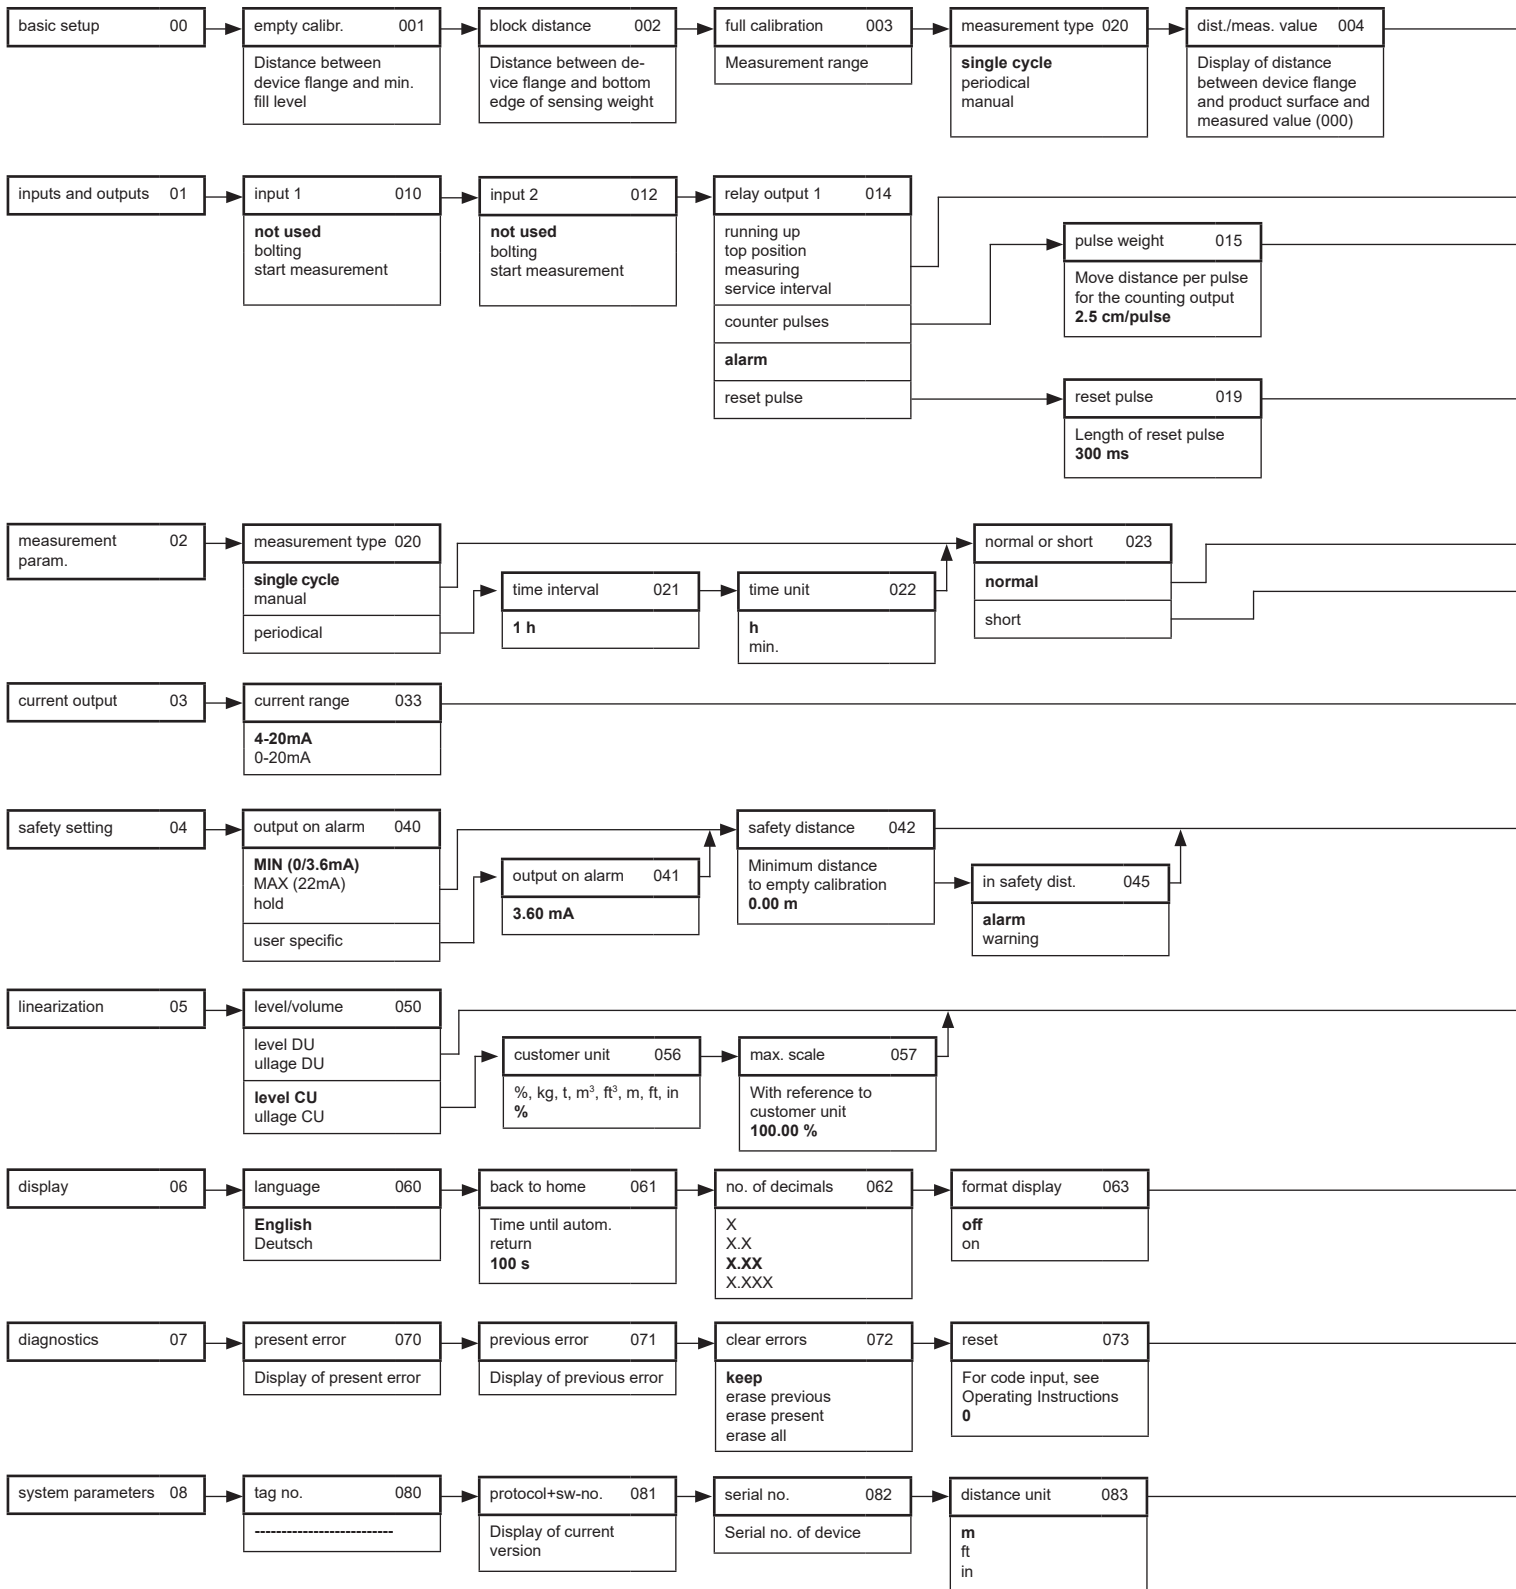 basic setup 00
empty calibr. 001
Distance between
device flange and min.
fill level
block distance 002
Distance between de-
vice flange and bottom
edge of sensing weight
full calibration 003
Measurement range
measurement type 020
single cycle
periodical
manual
dist./meas. value 004
Display of distance
between device flange
and product surface and
measured value (000)
inputs and outputs 01
input 1 010
not used
bolting
start measurement
input 2 012
not used
bolting
start measurement
relay output 1 014
running up
top position
measuring
service interval
counter pulses
alarm
reset pulse
pulse weight 015
Move distance per pulse
for the counting output
2.5 cm/pulse
reset pulse 019
Length of reset pulse
300 ms
measurement 02
param.
measurement type 020
single cycle
manual
periodical
time interval 021
1 h
time unit 022
h
min.
normal or short 023
normal
short
current output 03
current range 033
4-20mA
0-20mA
safety setting 04
output on alarm 040
MIN (0/3.6mA)
MAX (22mA)
hold
user specific
output on alarm 041
3.60 mA
safety distance 042
Minimum distance
to empty calibration
0.00 m
in safety dist. 045
alarm
warning
linearization 05
level/volume 050
level DU
ullage DU
level CU
ullage CU
customer unit 056
%, kg, t, m³, ft³, m, ft, in
%
max. scale 057
With reference to
customer unit
100.00 %
display 06
language 060
English
Deutsch
back to home 061
Time until autom.
return
100 s
no. of decimals 062
X
X.X
X.XX
X.XXX
format display 063
off
on
diagnostics 07
present error 070
Display of present error
previous error 071
Display of previous error
clear errors 072
keep
erase previous
erase present
erase all
reset 073
For code input, see
Operating Instructions
0
system parameters 08
tag no. 080
--------------------------
protocol+sw-no. 081
Display of current
version
serial no. 082
Serial no. of device
distance unit 083
m
ft
in